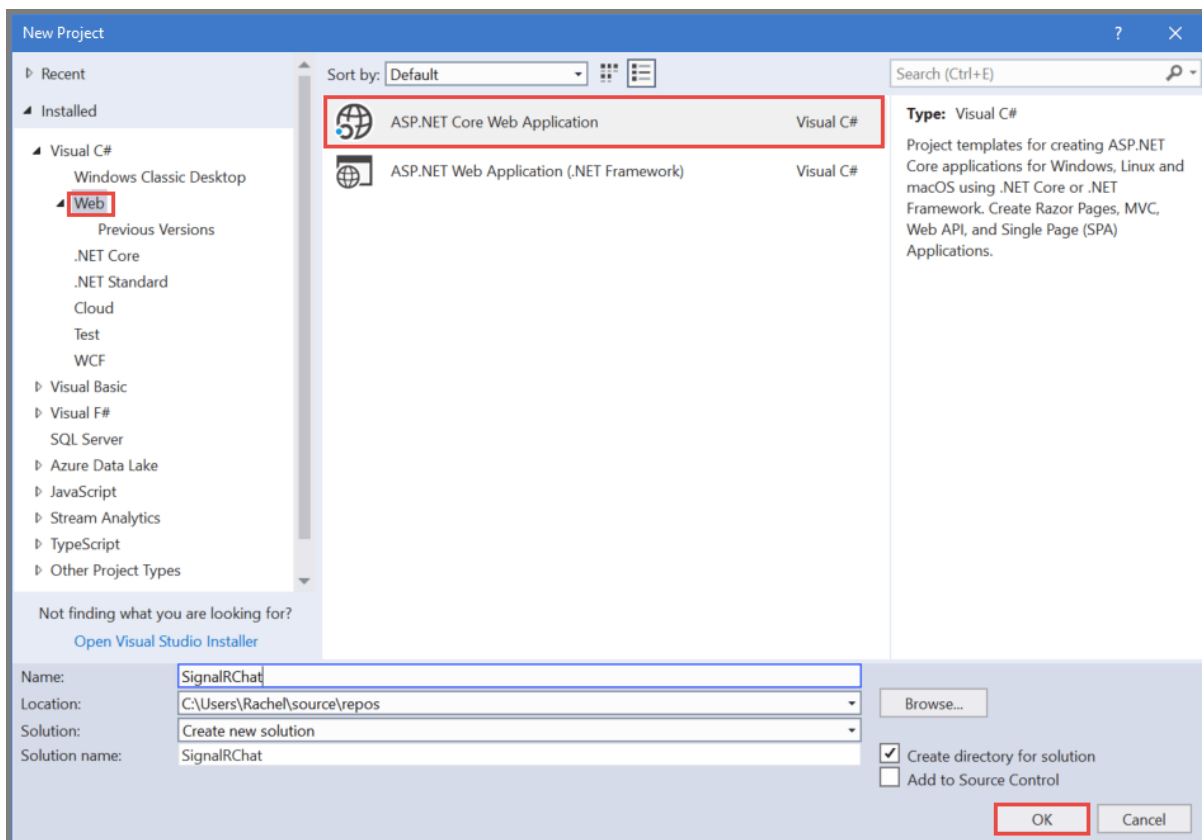 New Project
?
Recent
Installed
Visual C#
Windows Classic Desktop
Web
Previous Versions
.NET Core
.NET Standard
Cloud
Test
WCF
Visual Basic
Visual F#
SQL Server
Azure Data Lake
JavaScript
Stream Analytics
TypeScript
Other Project Types
Not finding what you are looking for?
Open Visual Studio Installer
Sort by: Default
ASP.NET Core Web Application Visual C#
ASP.NET Web Application (.NET Framework) Visual C#
Search (Ctrl+E)
Type: Visual C#
Project templates for creating ASP.NET
Core applications for Windows, Linux and
macOS using .NET Core or .NET
Framework. Create Razor Pages, MVC,
Web API, and Single Page (SPA)
Applications.
Name: SignalRChat
Location: C:\Users\Rachel\source\repos
Browse...
Solution: Create new solution
Solution name: SignalRChat
Create directory for solution
Add to Source Control
OK Cancel